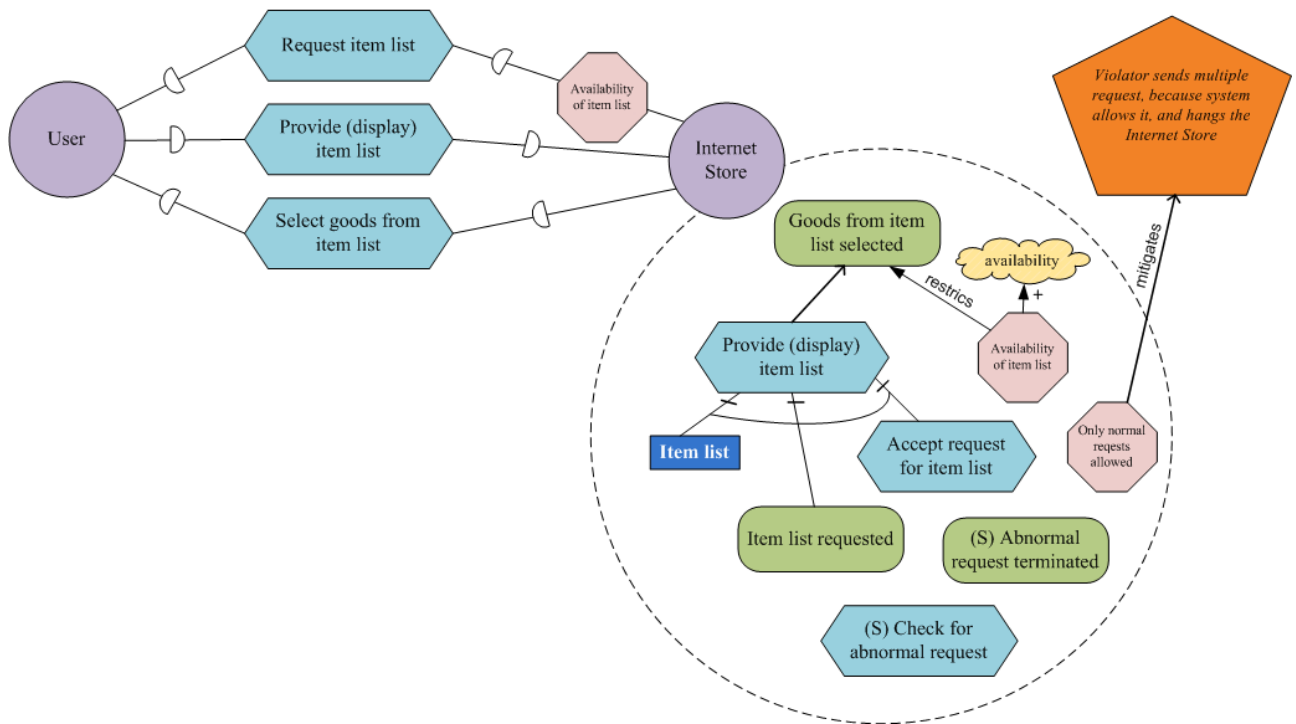 Request item list
Availability
of item list
User
Provide (display)
item list
Internet
Store
Select goods from
item list
Violator sends multiple
request, because system
allows it, and hangs the
Internet Store
mitigates
Goods from item
list selected
availability
restrics
+
Provide (display)
item list
Availability
of item list
Item list
Accept request
for item list
Only normal
reqests
allowed
Item list requested
(S) Abnormal
request terminated
(S) Check for
abnormal request